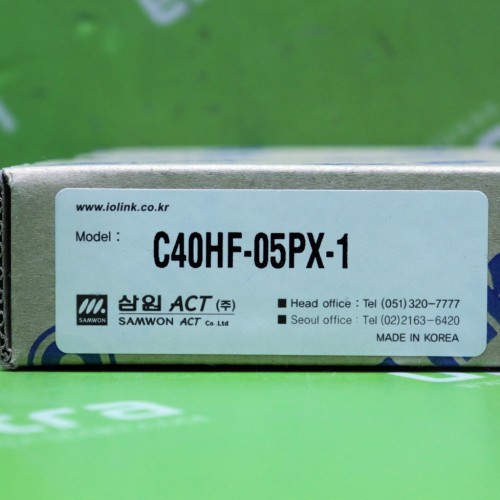 www.iolink.co.kr
Model : C40HF-05PX-1
SAMWON
삼원 ACT (주)
SAMWON ACT Co.,Ltd
■ Head office : Tel (051) 320-7777
■ Seoul office : Tel (02)2163-6420
MADE IN KOREA